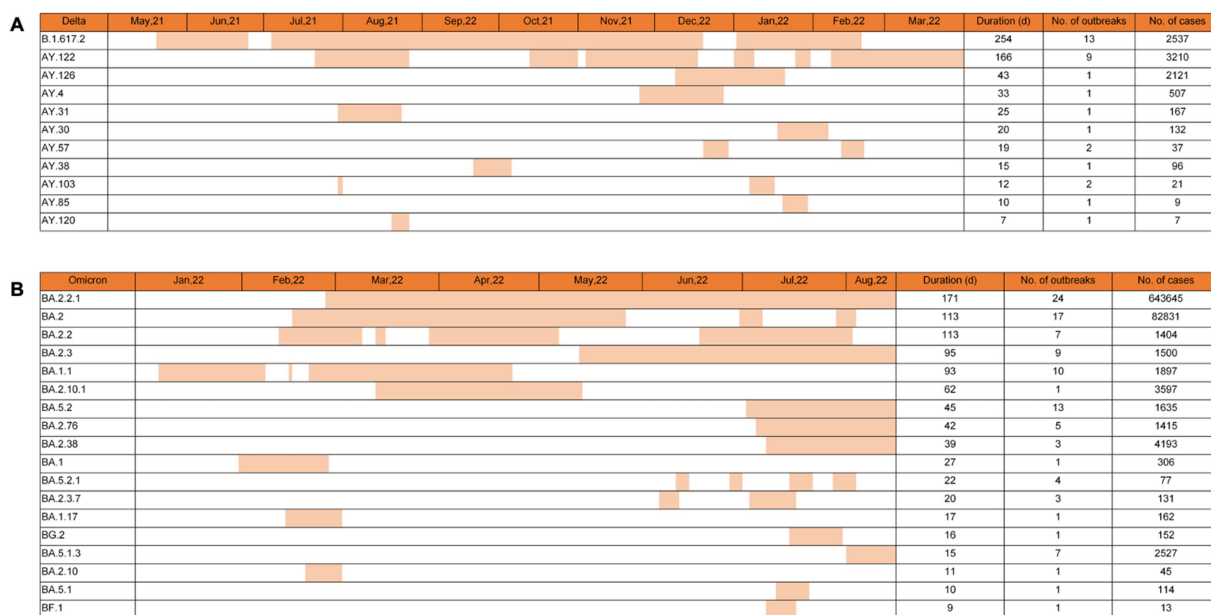 A
Delta May,21 Jun,21 Jul,21 Aug,21 Sep,22 Oct,21 Nov,21 Dec,22 Jan,22 Feb,22 Mar,22 Duration (d) No. of outbreaks No. of cases
B.1.617.2 254 13 2537
AY.122 166 9 3210
AY.126 43 1 2121
AY.4 33 1 507
AY.31 25 1 167
AY.30 20 1 132
AY.57 19 2 37
AY.38 15 1 96
AY.103 12 2 21
AY.85 10 1 9
AY.120 7 1 7
B
Omicron Jan,22 Feb,22 Mar,22 Apr,22 May,22 Jun,22 Jul,22 Aug,22 Duration (d) No. of outbreaks No. of cases
BA.2.2.1 171 24 643645
BA.2 113 17 82831
BA.2.2 113 7 1404
BA.2.3 95 9 1500
BA.1.1 93 10 1897
BA.2.10.1 62 1 3597
BA.5.2 45 13 1635
BA.2.76 42 5 1415
BA.2.38 39 3 4193
BA.1 27 1 306
BA.5.2.1 22 4 77
BA.2.3.7 20 3 131
BA.1.17 17 1 162
BG.2 16 1 152
BA.5.1.3 15 7 2527
BA.2.10 11 1 45
BA.5.1 10 1 114
BF.1 9 1 13